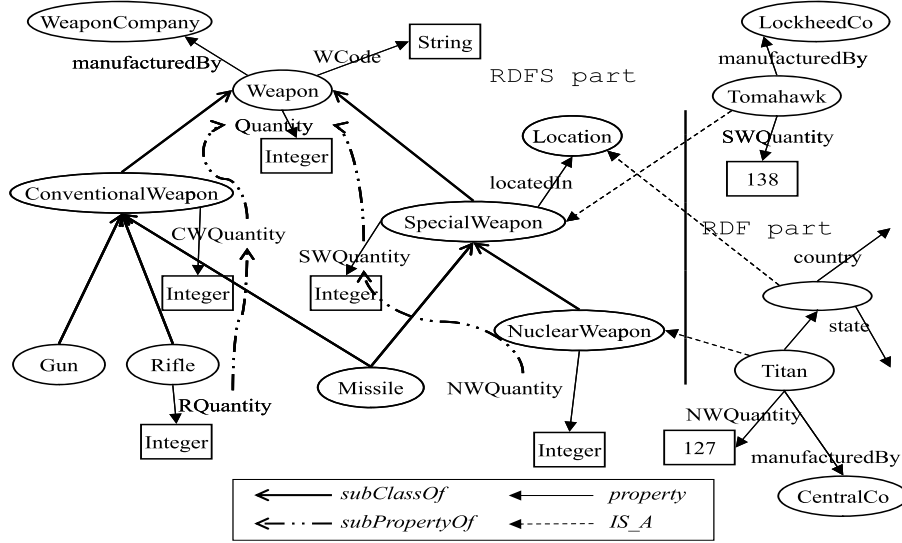 WeaponCompany
LockheedCo
String
manufacturedBy
WCode
manufacturedBy
RDFS part
Weapon
Tomahawk
Quantity
Location
SWQuantity
Integer
locatedIn
138
ConventionalWeapon
SpecialWeapon
RDF part
CWQuantity
SWQuantity
country
Integer
Integer
NuclearWeapon
state
Gun
Rifle
Missile
NWQuantity
Titan
RQuantity
NWQuantity
Integer
Integer
127
manufacturedBy
CentralCo
subClassOf
property
subPropertyOf
IS_A